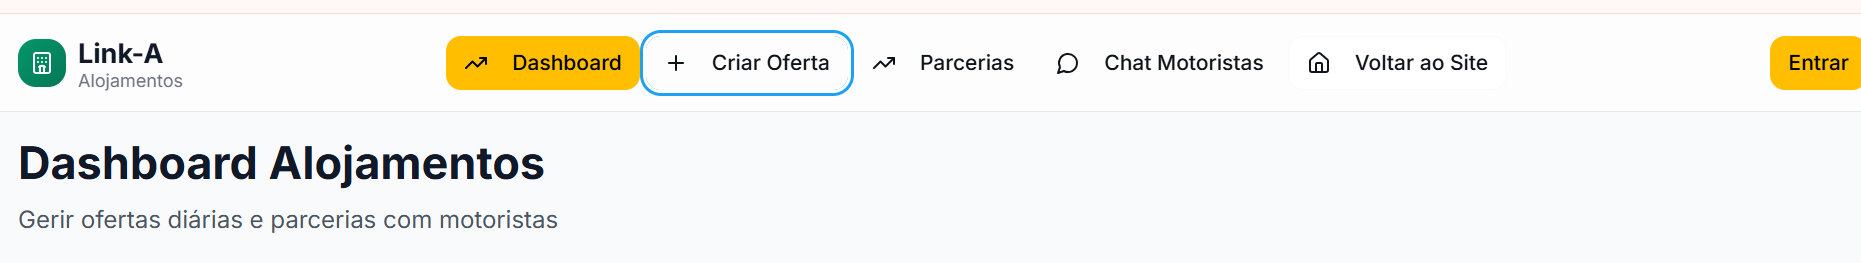 Link-A
Alojamentos
Dashboard
Criar Oferta
Parcerias
Chat Motoristas
Voltar ao Site
Entrar
Dashboard Alojamentos
Gerir ofertas diárias e parcerias com motoristas